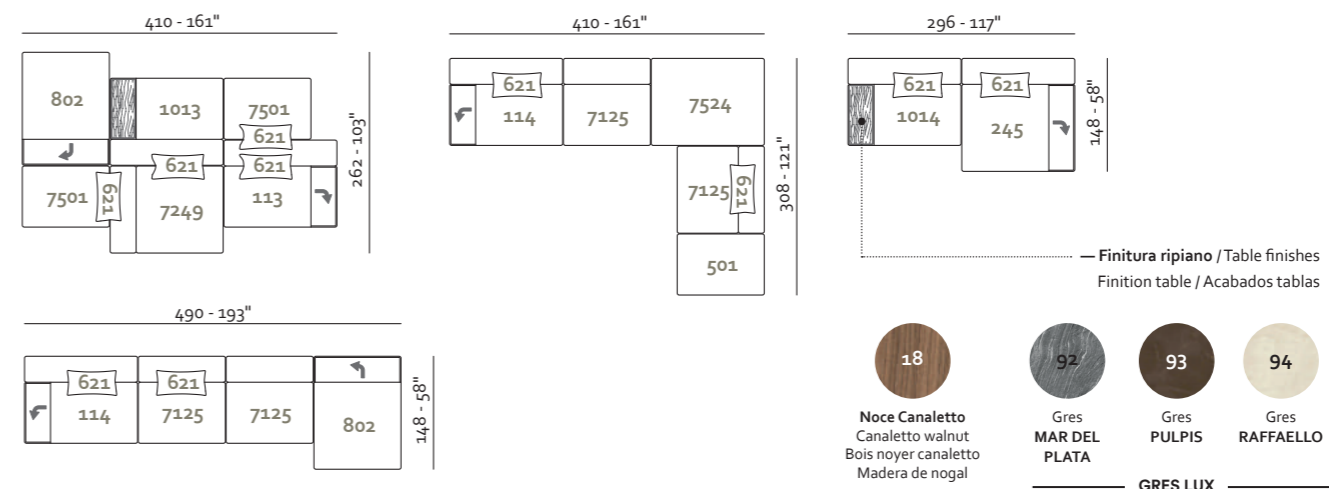 410 - 161"
802
1013
7501
621
621
621
7501
621
7249
113
262 - 103"
410 - 161"
621
114
7125
7524
7125
621
501
308 - 121"
296 - 117"
621
621
1014
245
148 - 58"
— Finitura ripiano / Table finishes
Finition table / Acabados tablas
490 - 193"
621
621
114
7125
7125
802
148 - 58"
18
92
93
94
Noce Canaletto
Canaletto walnut
Bois noyer canaletto
Madera de nogal
Gres
MAR DEL
PLATA
Gres
PULPIS
Gres
RAFFAELLO
GRES LUX